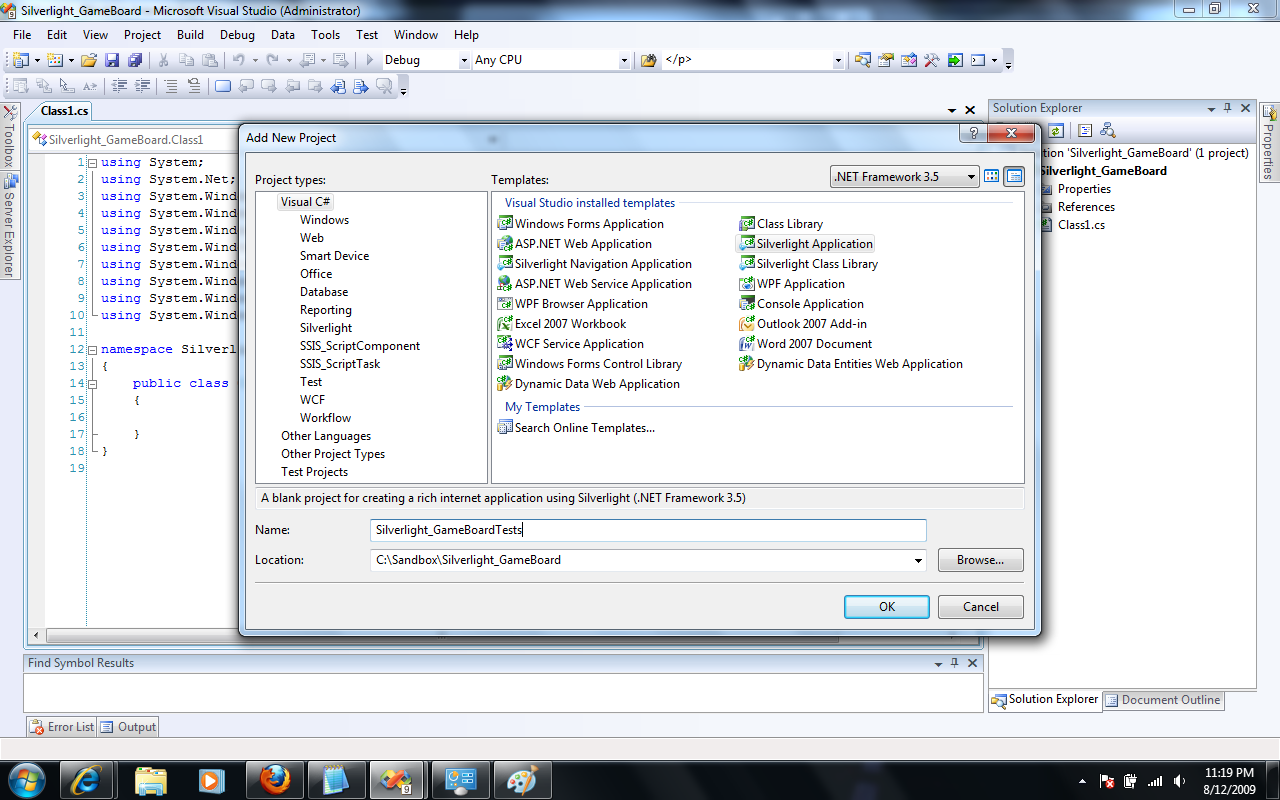 Silverlight_GameBoard - Microsoft Visual Studio (Administrator)
File Edit View Project Build Debug Data Tools Test Window Help
Debug Any CPU </p>
Class1.cs
Silverlight_GameBoard.Class1
1 using System;
2 using System.Net;
3 using System.Wind
4 using System.Wind
5 using System.Wind
6 using System.Wind
7 using System.Wind
8 using System.Wind
9 using System.Wind
10 using System.Wind
11
12 namespace Silverl
13 {
14 public class
15 {
16
17 }
18 }
19
Toolbox
Server Explorer
Add New Project
Project types:
Visual C#
Windows
Web
Smart Device
Office
Database
Reporting
Silverlight
SSIS_ScriptComponent
SSIS_ScriptTask
Test
WCF
Workflow
Other Languages
Other Project Types
Test Projects
Templates:
.NET Framework 3.5
Visual Studio installed templates
Windows Forms Application
ASP.NET Web Application
Silverlight Navigation Application
ASP.NET Web Service Application
WPF Browser Application
Excel 2007 Workbook
WCF Service Application
Windows Forms Control Library
Dynamic Data Web Application
Class Library
Silverlight Application
Silverlight Class Library
WPF Application
Console Application
Outlook 2007 Add-in
Word 2007 Document
Dynamic Data Entities Web Application
My Templates
Search Online Templates...
A blank project for creating a rich internet application using Silverlight (.NET Framework 3.5)
Name: Silverlight_GameBoardTests
Location: C:\Sandbox\Silverlight_GameBoard
Browse...
OK Cancel
Solution Explorer
tion 'Silverlight_GameBoard' (1 project)
Silverlight_GameBoard
Properties
References
Class1.cs
Properties
Find Symbol Results
Solution Explorer Document Outline
Error List Output
11:19 PM
8/12/2009